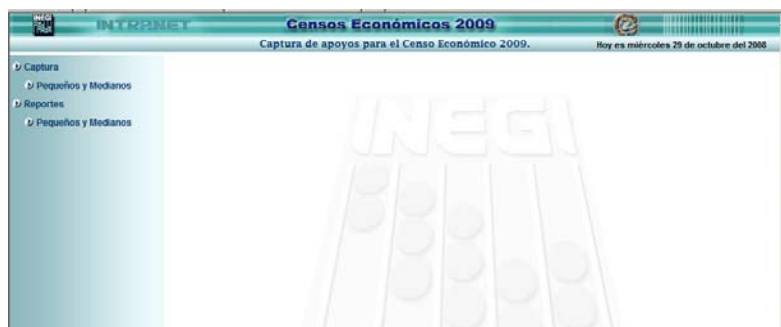 INEGI
INTRANET
Censos Económicos 2009
Captura de apoyos para el Censo Económico 2009.
Hoy es miércoles 29 de octubre del 2008
Captura
Pequeños y Medianos
Reportes
Pequeños y Medianos
INEGI